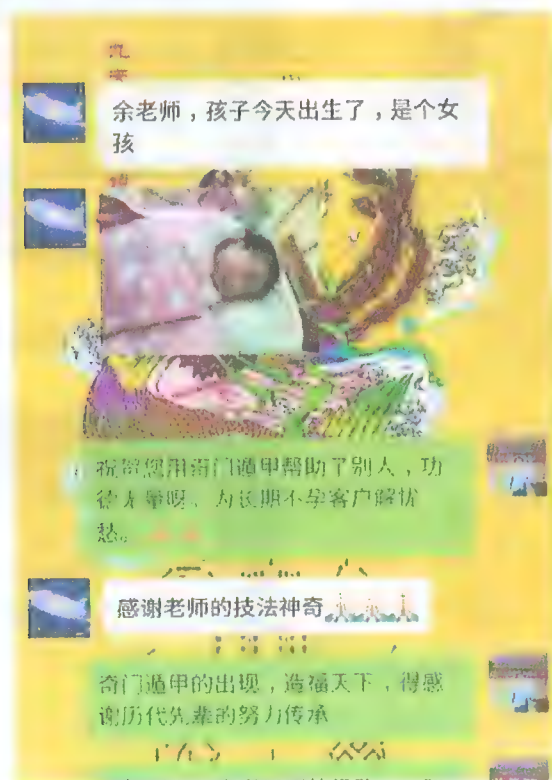 余老师，孩子今天出生了，是个女
孩
祝贺您用奇门遁甲帮助了别人，功
德无量呀。为长期不孕客户解忧
愁。
感谢老师的技法神奇
奇门遁甲的出现，造福天下，得感
谢历代先辈的努力传承